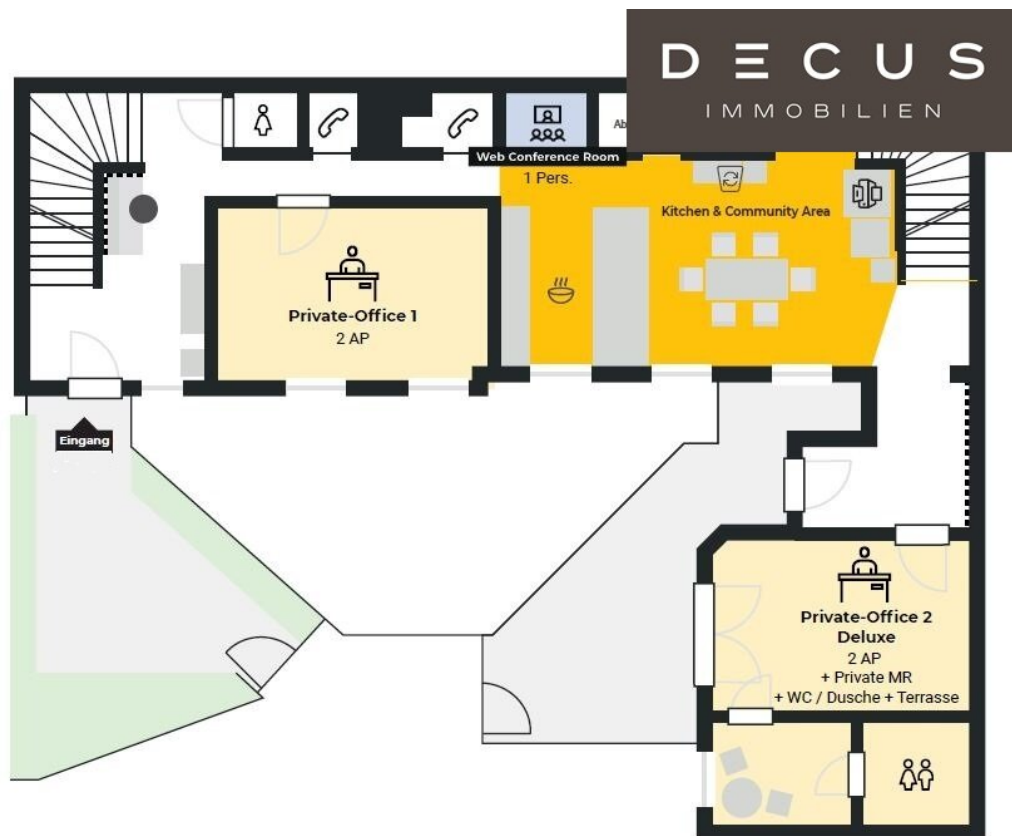 DECUS
IMMOBILIEN
Web Conference Room
1 Pers.
Kitchen & Community Area
Private-Office 1
2 AP
Eingang
Private-Office 2
Deluxe
2 AP
+ Private MR
+ WC / Dusche + Terrasse